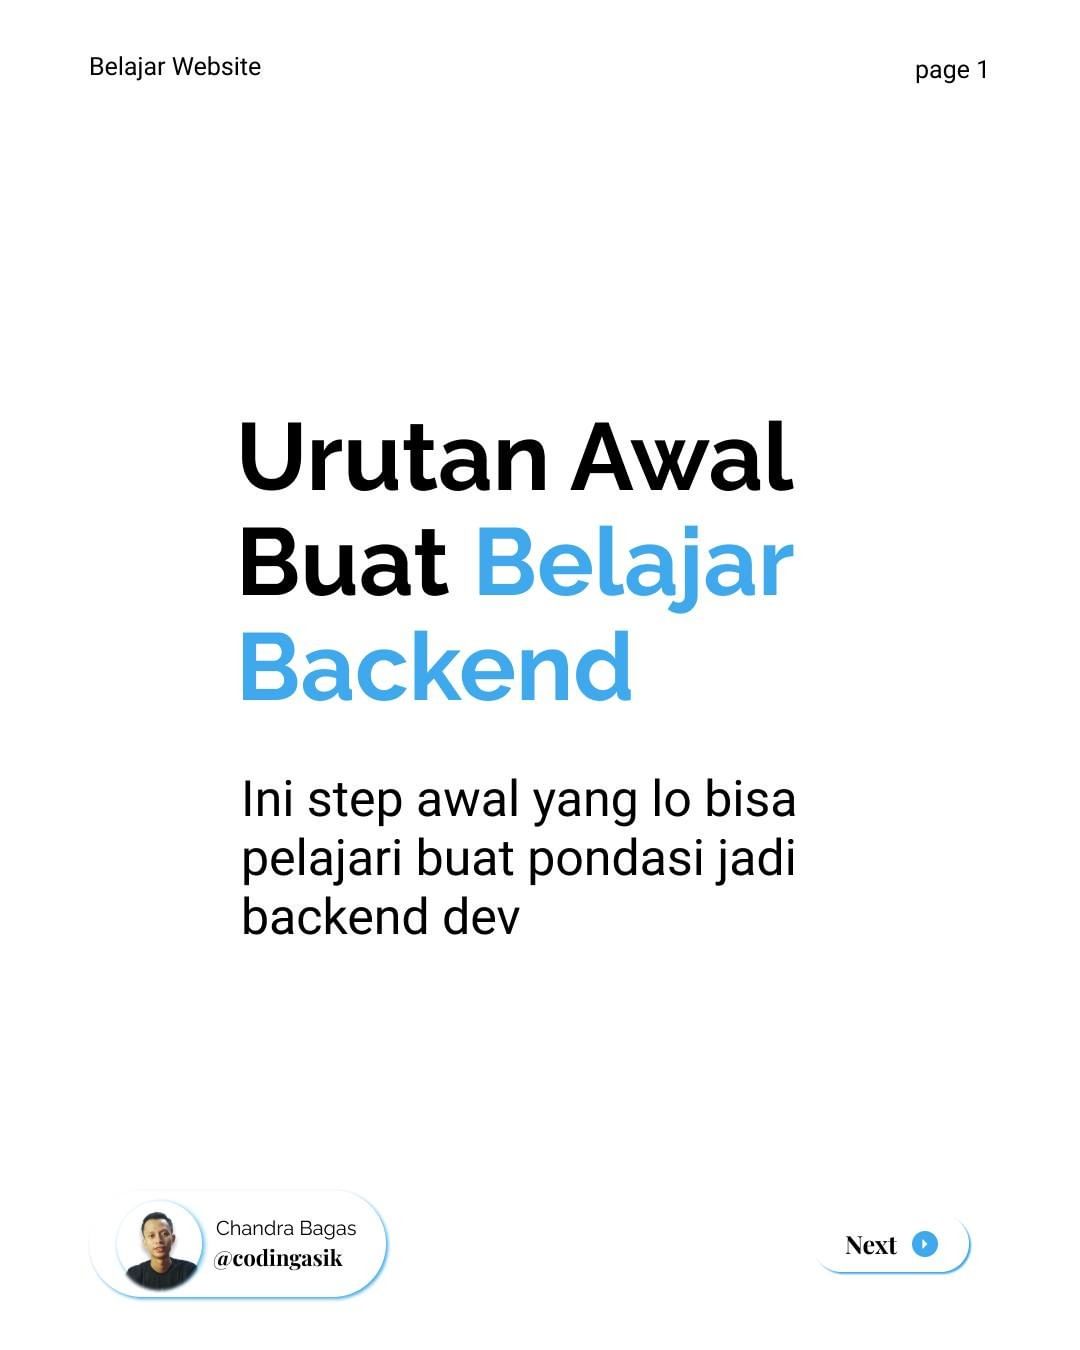 Belajar Website
page 1
Urutan Awal
Buat Belajar
Backend
Ini step awal yang lo bisa
pelajari buat pondasi jadi
backend dev
Chandra Bagas
@codingasik
Next